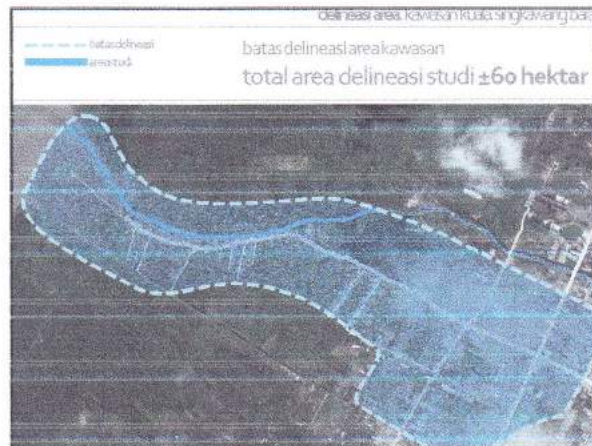 delineasi area kawasan kuala singkawang bara
batas delineasi
area studi
batas delineasi area kawasan
total area delineasi studi ±60 hektar